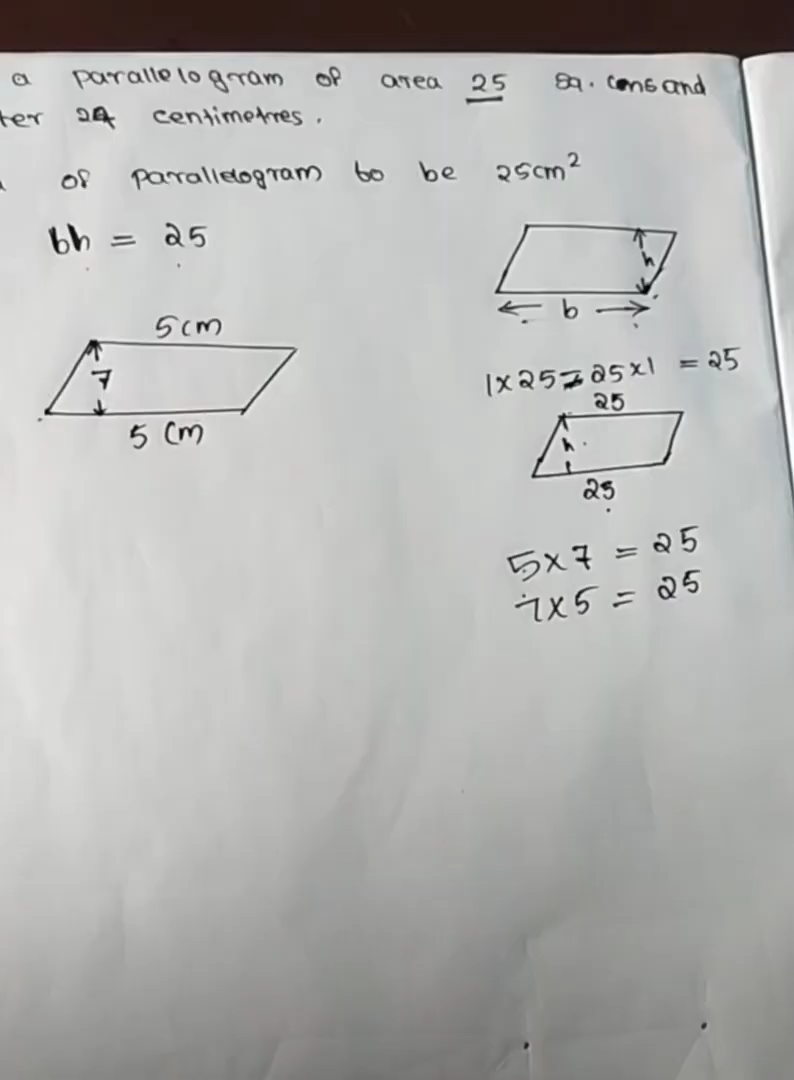 a parallelogram of area 25 sq. cms and
ter 24 centimetres.
of parallelogram to be 25cm²
bh = 25
h
b
5cm
7
5 cm
1x25=25x1 = 25
25
h
25
5x7 = 25
7x5 = 25